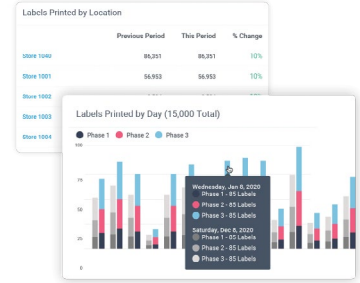 Labels Printed by Location
Previous Period This Period % Change
Store 1040 86,351 86,351 10%
Store 1001 56.953 56.953 10%
Store 1002
Store 1003
Store 1004
Labels Printed by Day (15,000 Total)
Phase 1 Phase 2 Phase 3
100
75
50
25
0
Wednesday, Jan 8, 2020
Phase 1 - 85 Labels
Phase 2 - 85 Labels
Phase 3 - 85 Labels
Saturday, Dec 8, 2020
Phase 1 - 05 Labels
Phase 2 - 85 Labels
Phase 3 - 85 Labels